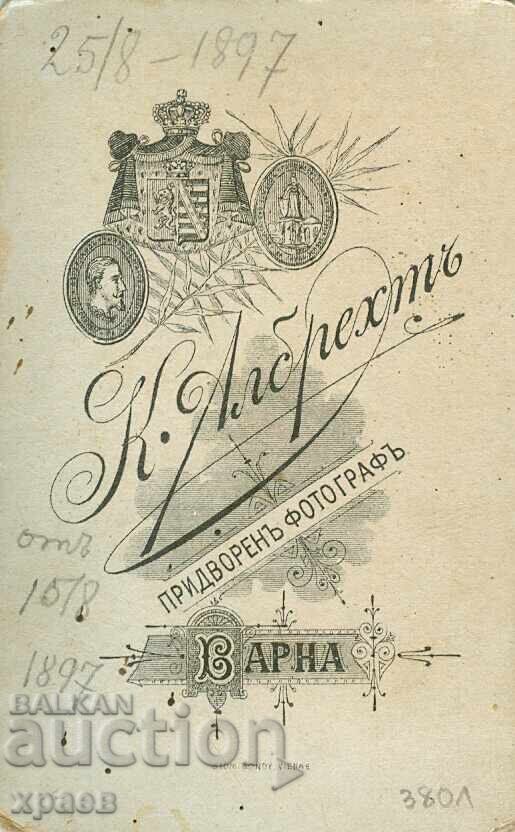 25/8 – 1897
К. Албрехтъ
ПРИДВОРЕНЪ ФОТОГРАФЪ
отъ
15/8
1897
ВАРНА
BALKAN
auction
храев
380Л